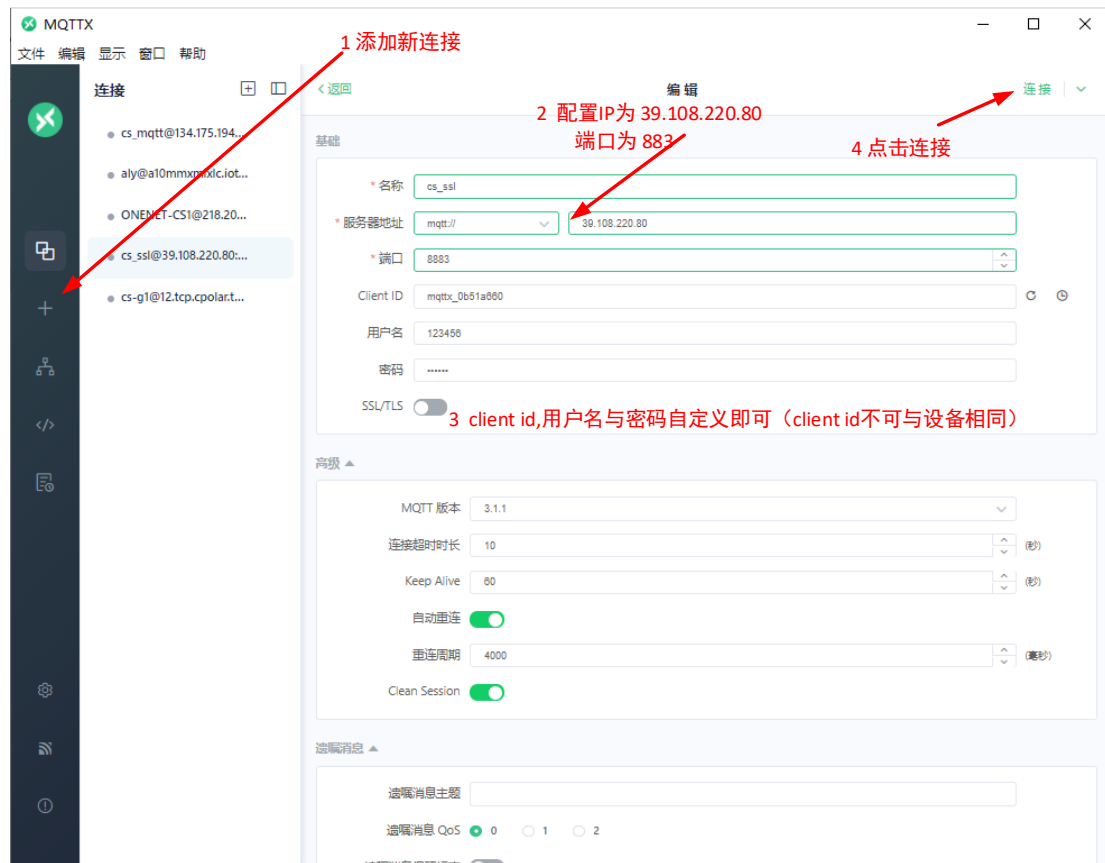 MQTTX
文件 编辑 显示 窗口 帮助
1 添加新连接
连接
返回
编辑
连接
2 配置IP为 39.108.220.80
端口为 883
4 点击连接
cs_mqtt@134.175.194....
aly@a10mmxmlxlc.iot...
ONENET-CS1@218.20...
cs_ssl@39.108.220.80:...
cs-g1@12.tcp.cpolar.t...
基础
* 名称 cs_ssl
* 服务器地址 mqtt:// 39.108.220.80
* 端口 8883
Client ID mqttx_0b51a660
用户名 123456
密码 ••••••
SSL/TLS
3 client id,用户名与密码自定义即可（client id不可与设备相同）
高级
MQTT 版本 3.1.1
连接超时时长 10 (秒)
Keep Alive 60 (秒)
自动重连
重连周期 4000 (毫秒)
Clean Session
遗嘱消息
遗嘱消息主题
遗嘱消息 QoS 0 1 2